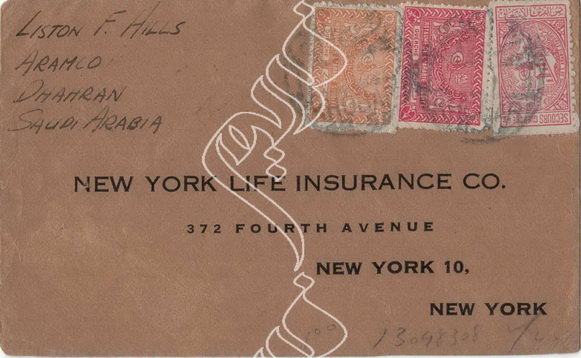 LISTON F. HILLS
ARAMCO
DHAHRAN
SAUDI ARABIA
NEW YORK LIFE INSURANCE CO.
372 FOURTH AVENUE
NEW YORK 10,
NEW YORK
13098308